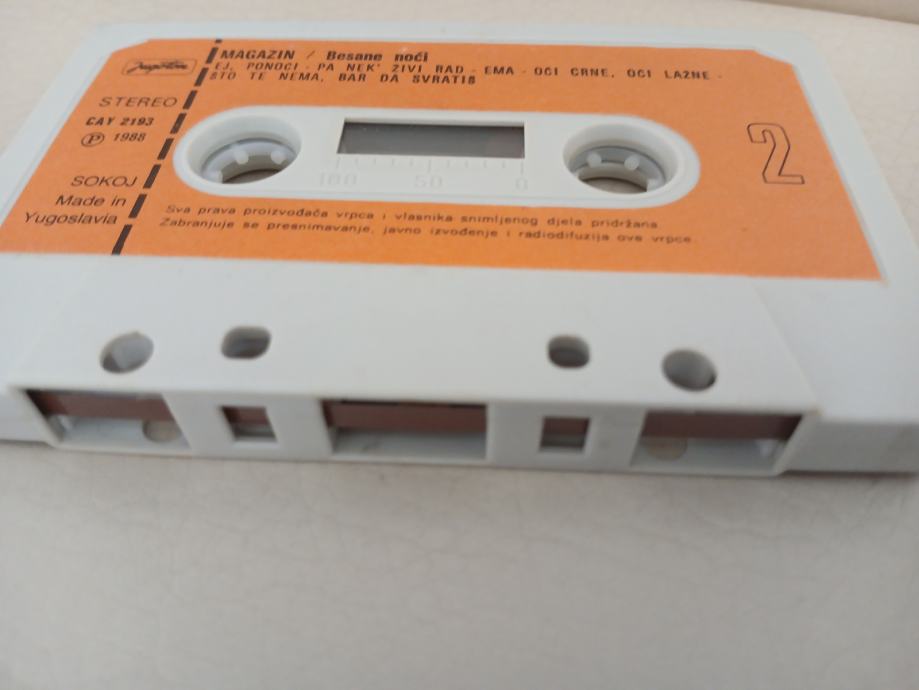 MAGAZIN / Besane noći
EJ, PONOĆI - PA NEK' ŽIVI RAD - EMA - OČI CRNE, OČI LAŽNE -
ŠTO TE NEMA, BAR DA SVRATIŠ
Jugoton
STEREO
CAY 2193
Ⓟ 1988
SOKOJ
Made in
Yugoslavia
2
100 50 0
Sva prava proizvođača vrpce i vlasnika snimljenog djela pridržana.
Zabranjuje se presnimavanje, javno izvođenje i radiodifuzija ove vrpce.